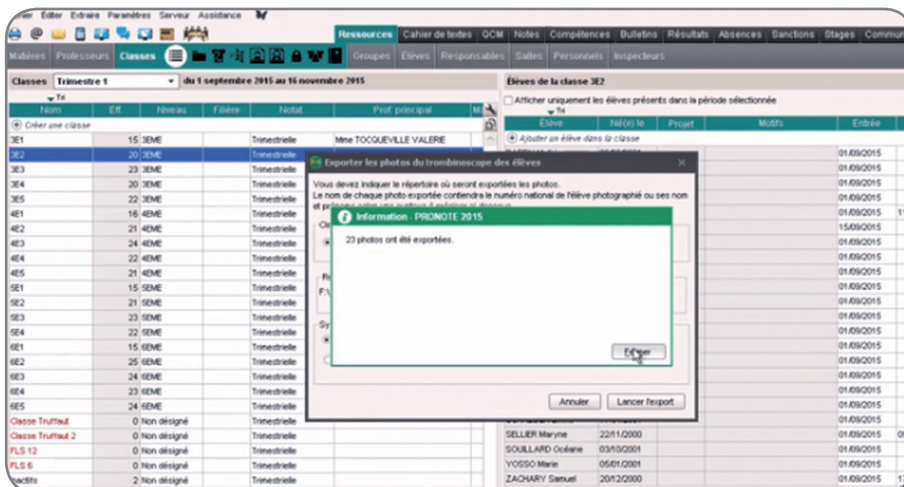 Editer Extraire Paramètres Serveur Assistance
Ressources Cahier de textes QCM Notes Compétences Bulletins Résultats Absences Sanctions Stages Commun
Matières Professeurs Classes Groupes Elèves Responsables Salles Personnels Inspecteurs
Classes Trimestre 1 du 1 septembre 2015 au 16 novembre 2015
Élèves de la classe 3E2
Afficher uniquement les élèves présents dans la période sélectionnée
Tri
Tri
Nom Eff. Niveau Filière Notat Prof. principal M
Élève Né(e) le Projet Motifs Entrée
Créer une classe
Ajouter un élève dans la classe
3E1 15 3EME Trimestrielle Mme TOCQUEVILLE VALERIE
3E2 20 3EME
01/09/2015
3E3 23 3EME Trimestrielle
01/09/2015
3E4 20 3EME Trimestrielle
01/09/2015
3E5 22 3EME Trimestrielle
01/09/2015
4E1 16 4EME Trimestrielle
01/09/2015
4E2 21 4EME Trimestrielle
15/09/2015
4E3 24 4EME Trimestrielle
01/09/2015
4E4 22 4EME Trimestrielle
01/09/2015
4E5 21 4EME Trimestrielle
01/09/2015
5E1 15 5EME Trimestrielle
01/09/2015
5E2 21 5EME Trimestrielle
01/09/2015
5E3 23 5EME Trimestrielle
01/09/2015
5E4 22 5EME Trimestrielle
01/09/2015
6E1 15 6EME Trimestrielle
01/09/2015
6E2 25 6EME Trimestrielle
01/09/2015
6E3 24 6EME Trimestrielle
01/09/2015
6E4 23 6EME Trimestrielle
01/09/2015
6E5 24 6EME Trimestrielle
01/09/2015
Classe Truffaut 0 Non désigné Trimestrielle
01/09/2015
Classe Truffaut 2 0 Non désigné Trimestrielle
SELLIER Maryne 22/11/2000 01/09/2015
FLS 12 0 Non désigné Trimestrielle
SOUILLARD Océane 03/10/2001 01/09/2015
FLS 6 0 Non désigné Trimestrielle
YOSSO Marie 05/01/2001 01/09/2015
2 Non désigné Trimestrielle
ZACHARY Samuel 20/12/2000 01/09/2015
Exporter les photos du trombinoscope des élèves
Vous devez indiquer le répertoire où seront exportées les photos.
Le nom de chaque photo exportée contiendra le numéro national de l'élève photographié ou ses nom
Information - PRONOTE 2015
23 photos ont été exportées.
Fermer
Annuler Lancer l'export